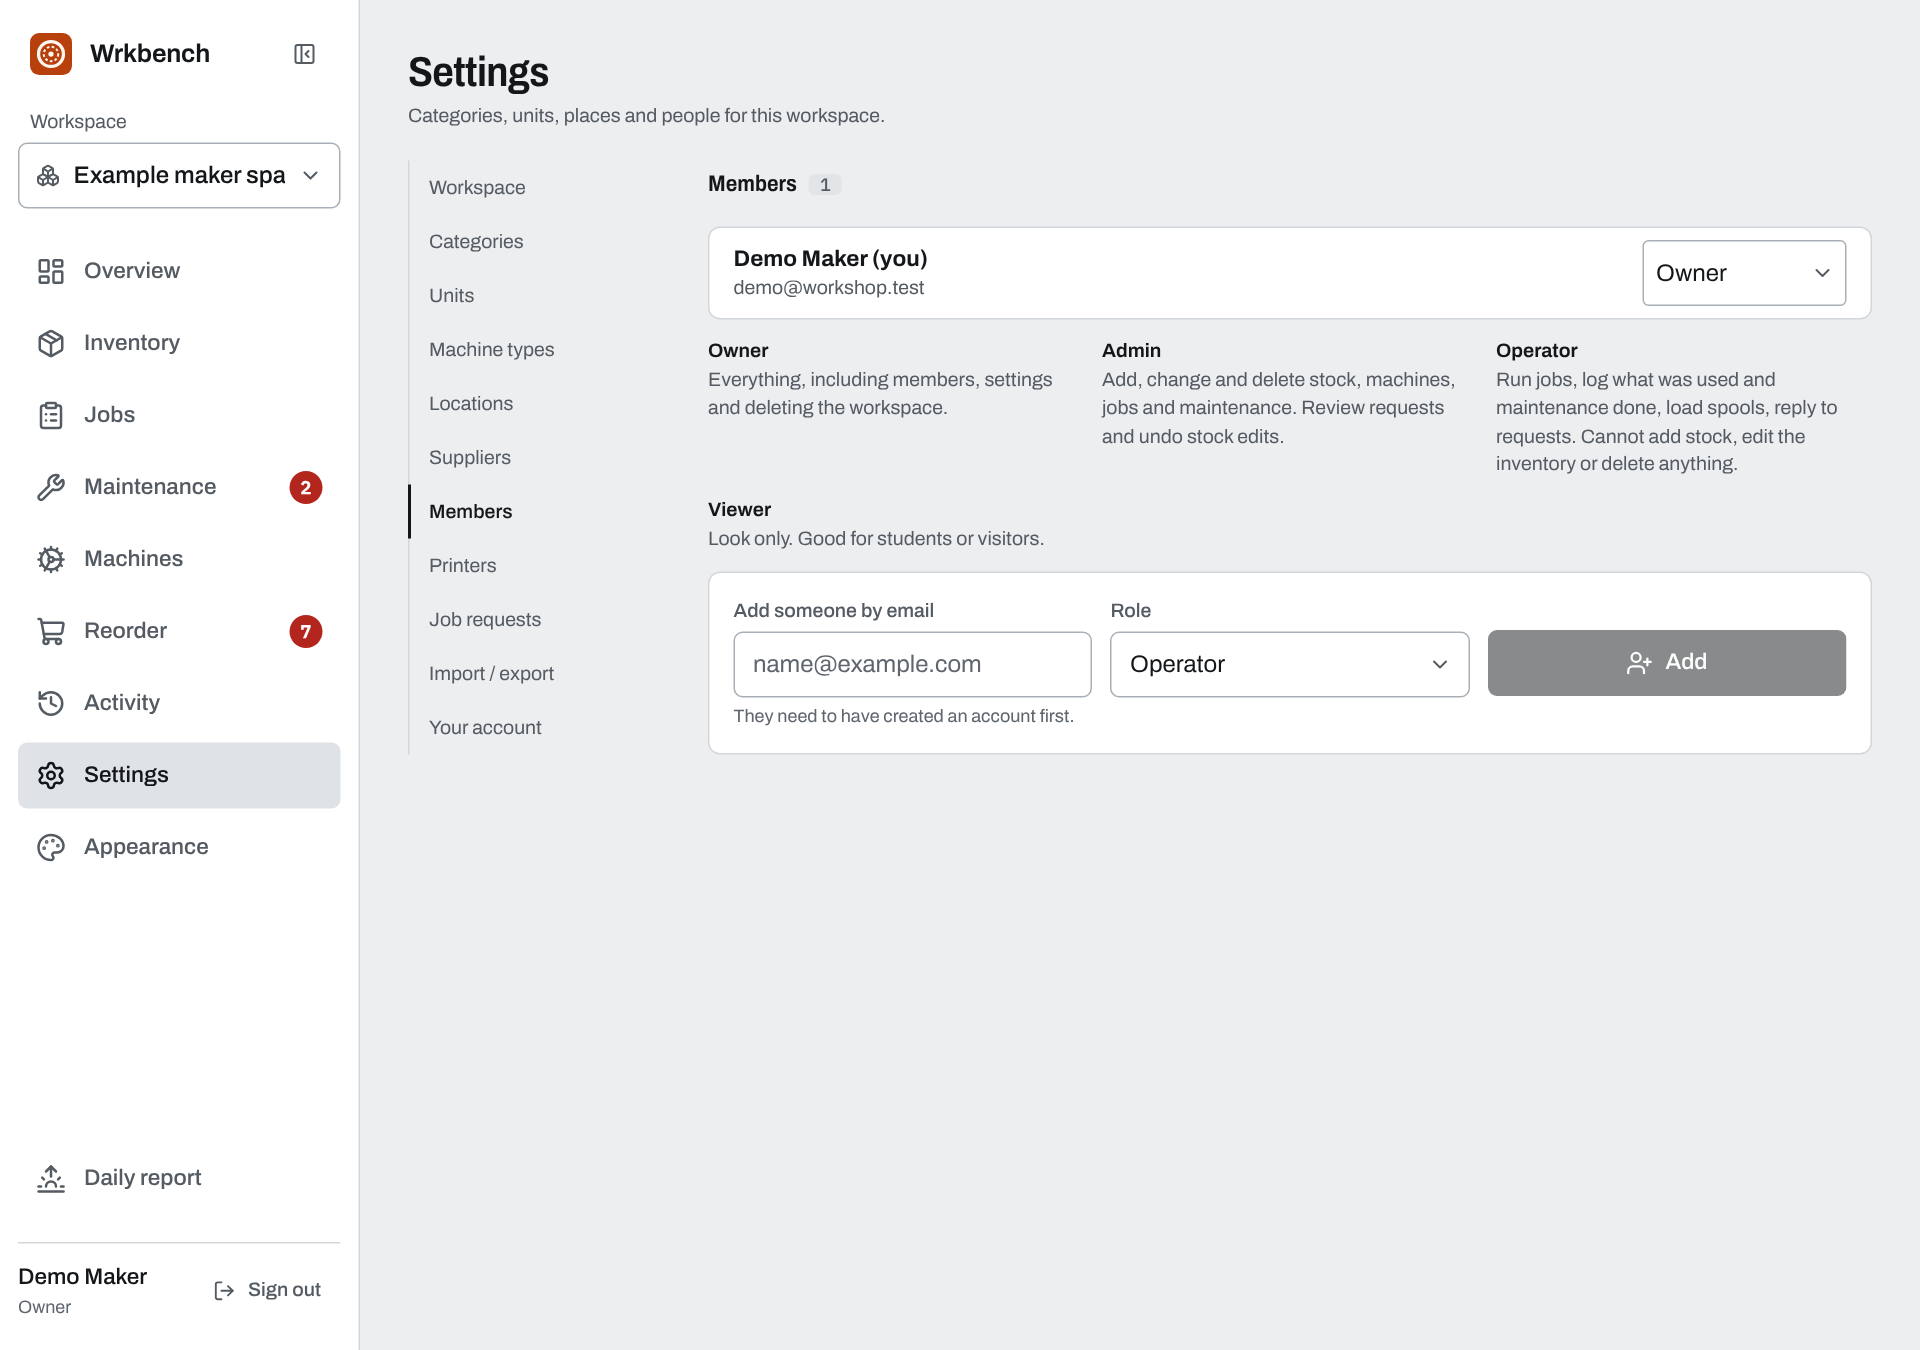 Wrkbench
Workspace
Example maker spa
Overview
Inventory
Jobs
Maintenance 2
Machines
Reorder 7
Activity
Settings
Appearance
Daily report
Demo Maker
Owner
Sign out
Settings
Categories, units, places and people for this workspace.
Workspace
Categories
Units
Machine types
Locations
Suppliers
Members
Printers
Job requests
Import / export
Your account
Members 1
Demo Maker (you)
demo@workshop.test
Owner
Owner
Everything, including members, settings
and deleting the workspace.
Admin
Add, change and delete stock, machines,
jobs and maintenance. Review requests
and undo stock edits.
Operator
Run jobs, log what was used and
maintenance done, load spools, reply to
requests. Cannot add stock, edit the
inventory or delete anything.
Viewer
Look only. Good for students or visitors.
Add someone by email
name@example.com
They need to have created an account first.
Role
Operator
Add